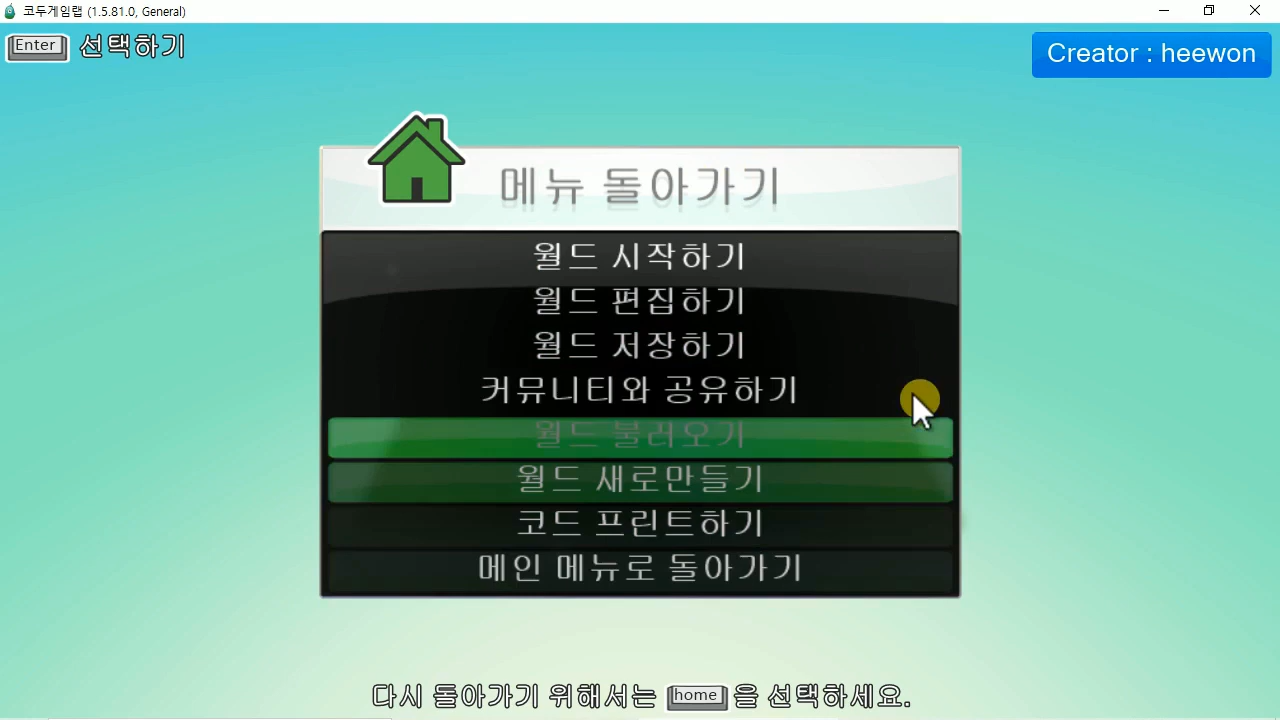 코두게임랩 (1.5.81.0, General)
Enter 선택하기
Creator : heewon
메뉴 돌아가기
월드 시작하기
월드 편집하기
월드 저장하기
커뮤니티와 공유하기
월드 불러오기
월드 새로만들기
코드 프린트하기
메인 메뉴로 돌아가기
다시 돌아가기 위해서는 home 을 선택하세요.